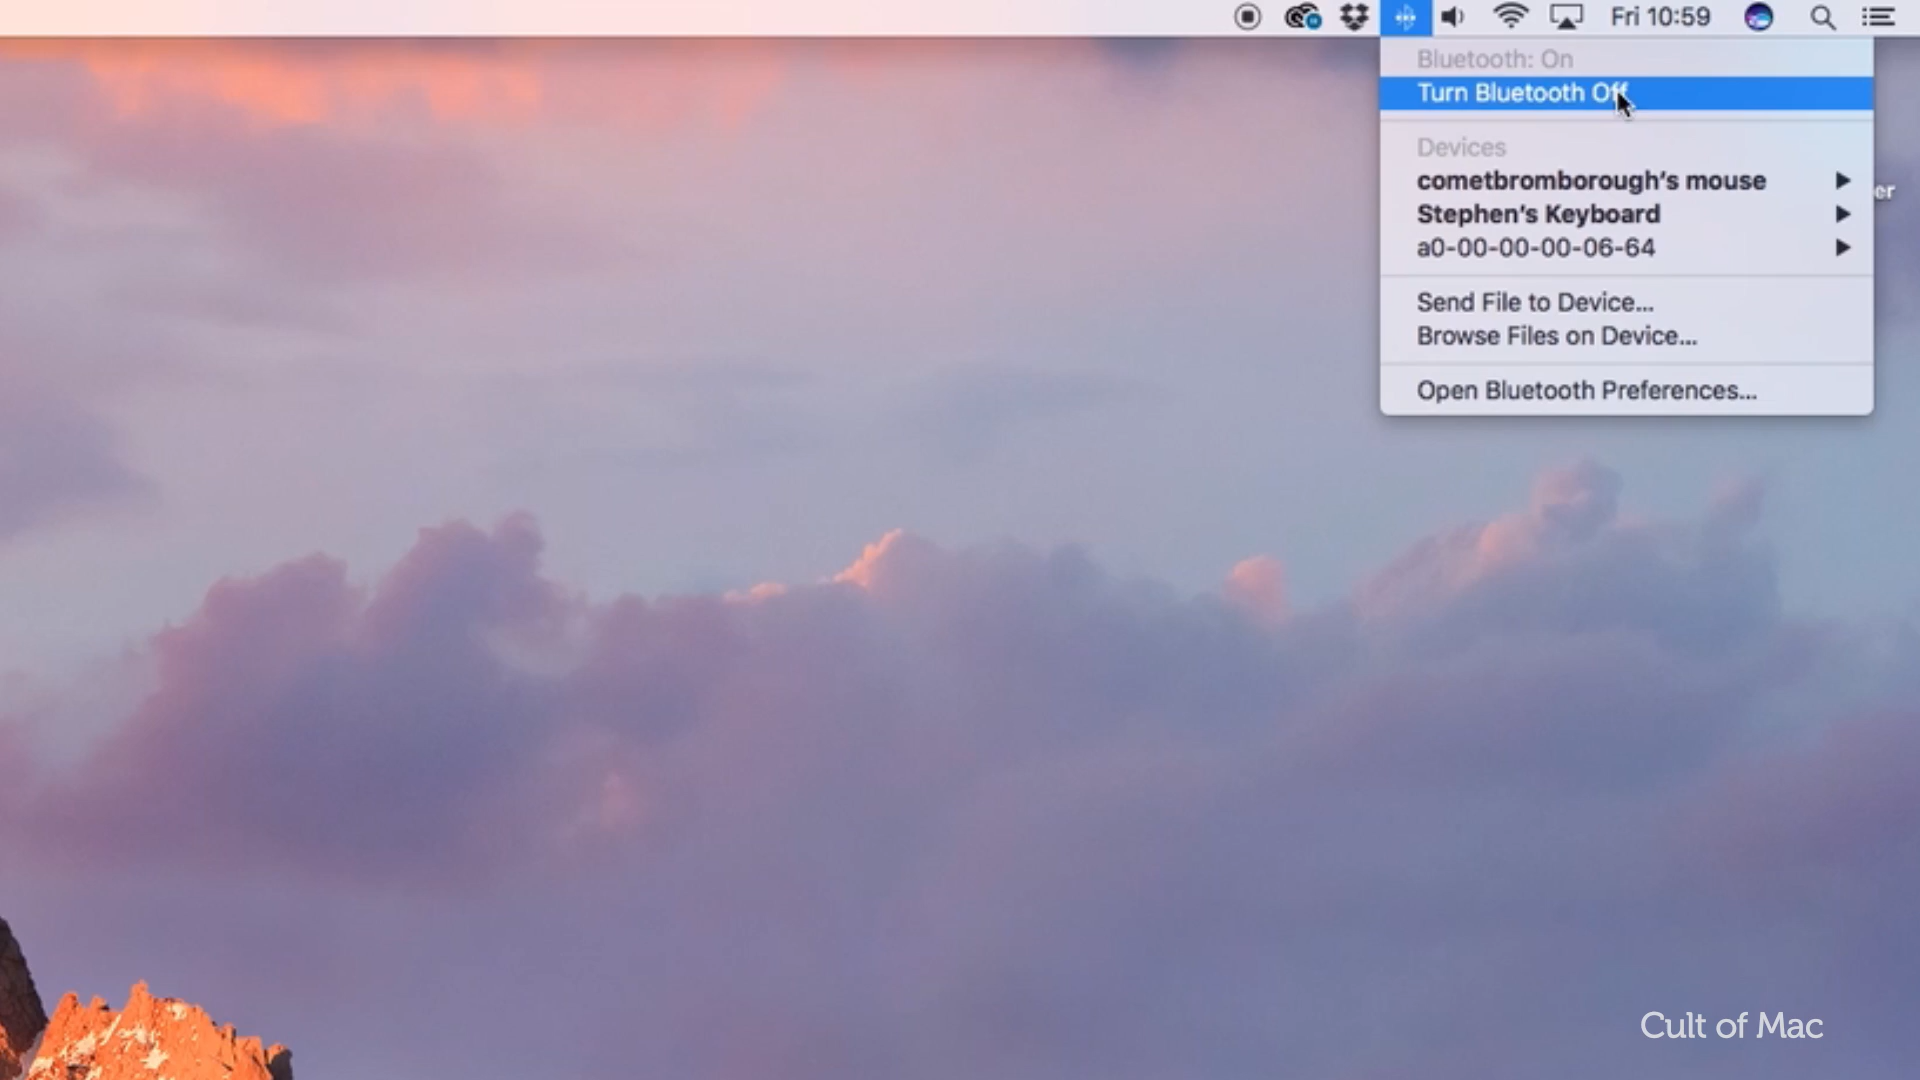 Fri 10:59
Bluetooth: On
Turn Bluetooth Off
Devices
cometbromborough’s mouse
er
Stephen’s Keyboard
a0-00-00-00-06-64
Send File to Device...
Browse Files on Device...
Open Bluetooth Preferences...
Cult of Mac